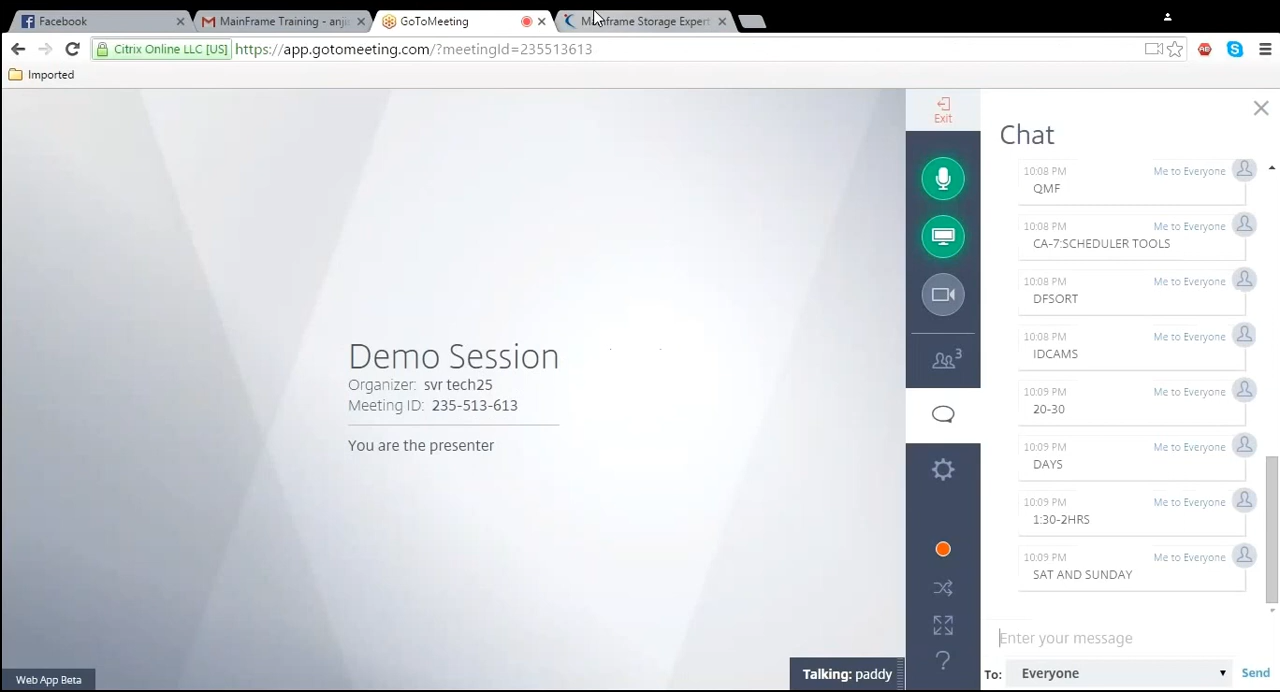 Facebook
MainFrame Training - anju
GoToMeeting
Mainframe Storage Expert
Citrix Online LLC [US]
https://app.gotomeeting.com/?meetingId=235513613
Imported
Demo Session
Organizer: svr tech25
Meeting ID: 235-513-613
You are the presenter
Web App Beta
Talking: paddy
Exit
3
Chat
10:08 PM Me to Everyone
QMF
10:08 PM Me to Everyone
CA-7:SCHEDULER TOOLS
10:08 PM Me to Everyone
DFSORT
10:08 PM Me to Everyone
IDCAMS
10:09 PM Me to Everyone
20-30
10:09 PM Me to Everyone
DAYS
10:09 PM Me to Everyone
1:30-2HRS
10:09 PM Me to Everyone
SAT AND SUNDAY
Enter your message
To: Everyone Send